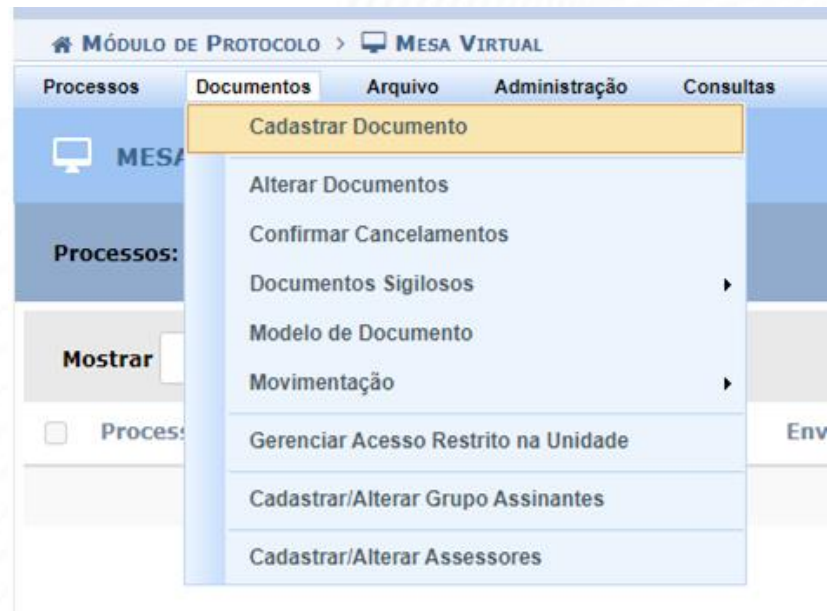 MÓDULO DE PROTOCOLO > MESA VIRTUAL
Processos Documentos Arquivo Administração Consultas
Cadastrar Documento
MESA
Alterar Documentos
Confirmar Cancelamentos
Processos:
Documentos Sigilosos
Modelo de Documento
Mostrar
Movimentação
Process
Gerenciar Acesso Restrito na Unidade
Env
Cadastrar/Alterar Grupo Assinantes
Cadastrar/Alterar Assessores